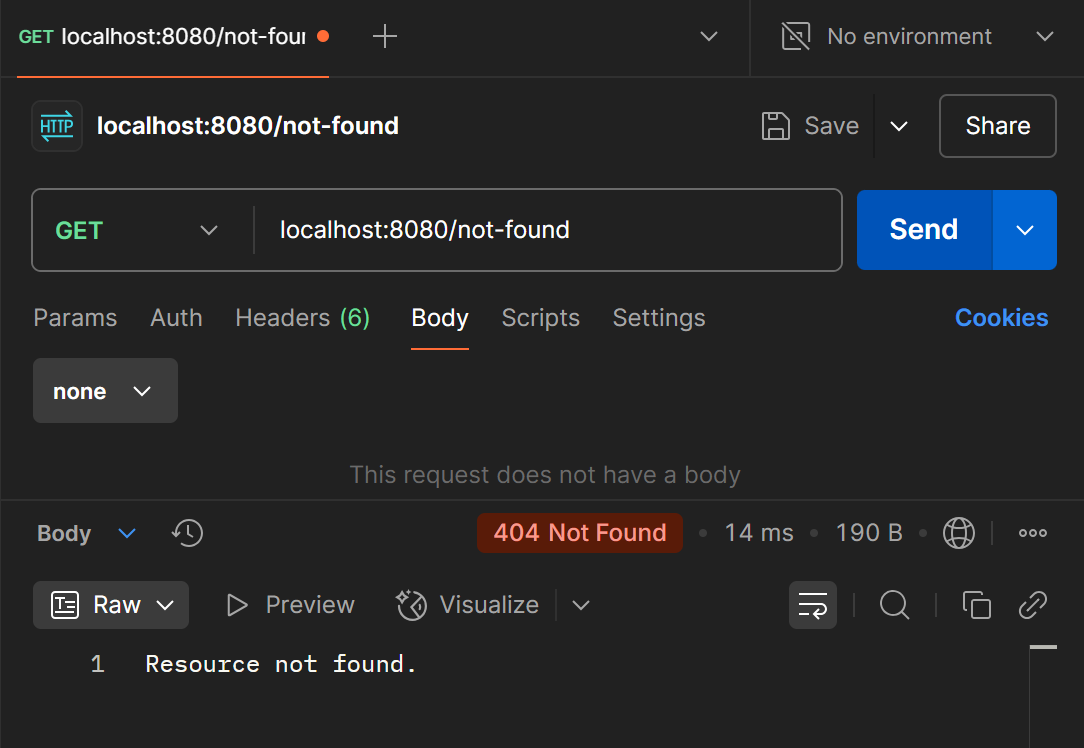 GET localhost:8080/not-four No environment
HTTP localhost:8080/not-found Save Share
GET localhost:8080/not-found Send
Params Auth Headers (6) Body Scripts Settings Cookies
none
This request does not have a body
Body 404 Not Found • 14 ms • 190 B
Raw Preview Visualize
1 Resource not found.